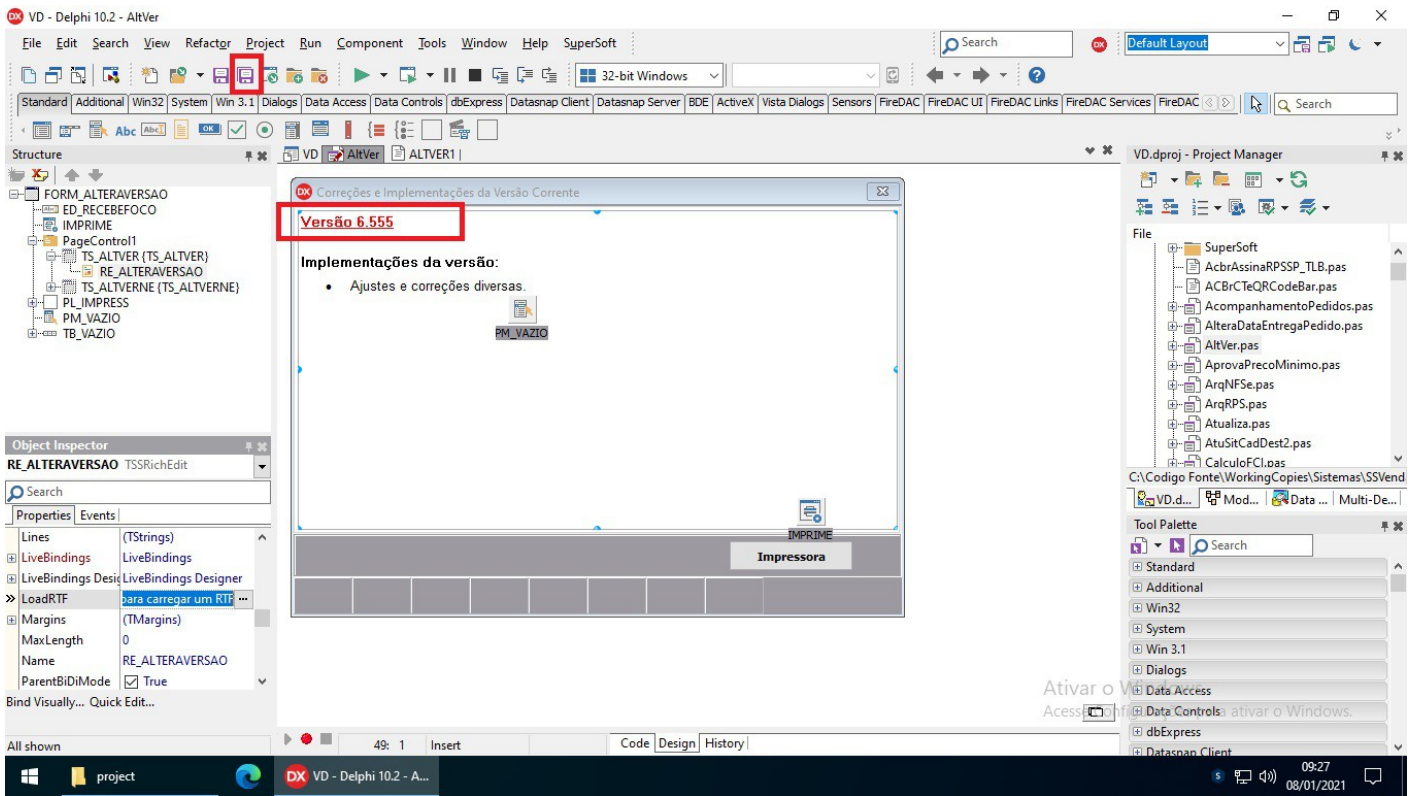 VD - Delphi 10.2 - AltVer
File Edit Search View Refactor Project Run Component Tools Window Help SuperSoft
Search
Default Layout
32-bit Windows
Standard Additional Win32 System Win 3.1 Dialogs Data Access Data Controls dbExpress Datasnap Client Datasnap Server BDE ActiveX Vista Dialogs Sensors FireDAC FireDAC UI FireDAC Links FireDAC Services FireDAC
Search
Structure
VD AltVer ALTVER1
FORM_ALTERAVERSAO
ED_RECEBEFOCO
IMPRIME
PageControl1
TS_ALTVER {TS_ALTVER}
RE_ALTERAVERSAO
TS_ALTVERNE {TS_ALTVERNE}
PL_IMPRESS
PM_VAZIO
TB_VAZIO
Object Inspector
RE_ALTERAVERSAO TSSRichEdit
Search
Properties Events
Lines (TStrings)
LiveBindings LiveBindings
LiveBindings Desig LiveBindings Designer
LoadRTF para carregar um RTF ...
Margins (TMargins)
MaxLength 0
Name RE_ALTERAVERSAO
ParentBiDiMode True
Bind Visually... Quick Edit...
All shown
Correções e Implementações da Versão Corrente
Versão 6.555
Implementações da versão:
• Ajustes e correções diversas.
PM_VAZIO
IMPRIME
Impressora
49: 1 Insert
Code Design History
VD.dproj - Project Manager
File
SuperSoft
AcbrAssinaRPSSP_TLB.pas
ACBrCTeQRCodeBar.pas
AcompanhamentoPedidos.pas
AlteraDataEntregaPedido.pas
AltVer.pas
AprovaPrecoMinimo.pas
ArqNFSe.pas
ArqRPS.pas
Atualiza.pas
AtuSitCadDest2.pas
CalculoFCI.pas
C:\Codigo Fonte\WorkingCopies\Sistemas\SSVend
VD.d... Mod... Data ... Multi-De...
Tool Palette
Search
Standard
Additional
Win32
System
Win 3.1
Dialogs
Data Access
Data Controls
dbExpress
Datasnap Client
Ativar o Windows
project
VD - Delphi 10.2 - A...
09:27
08/01/2021